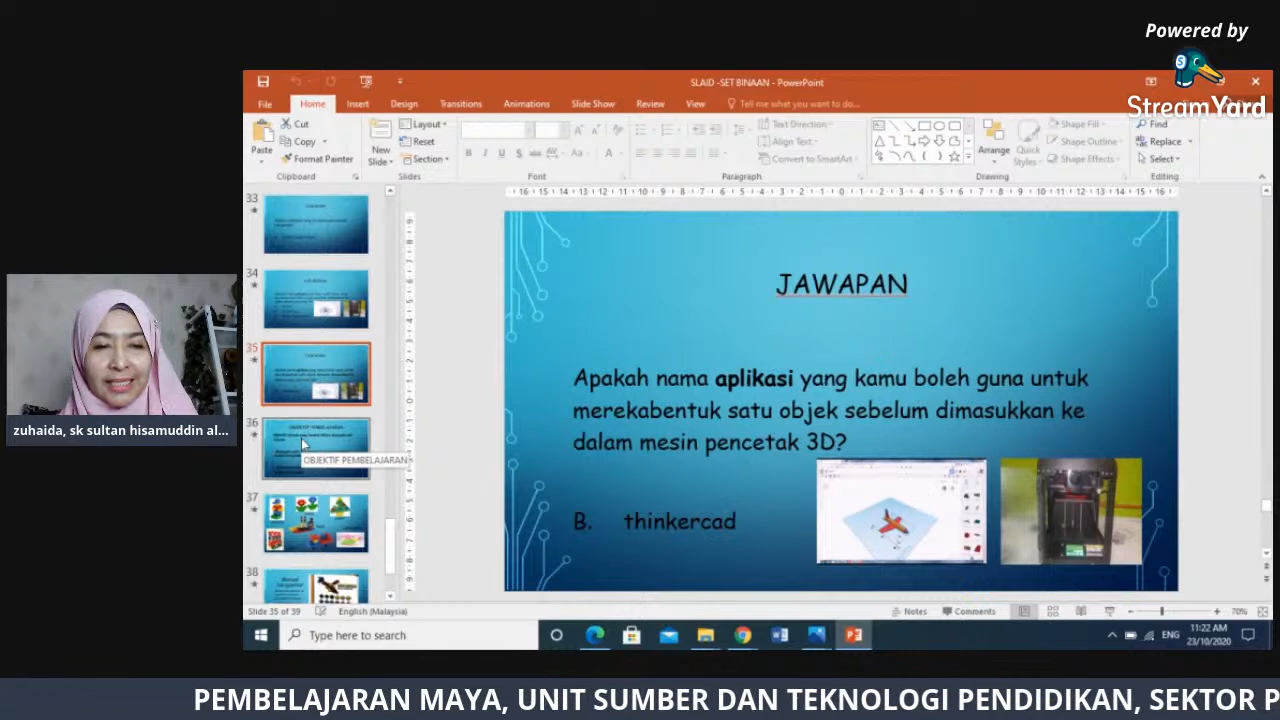 Powered by
StreamYard
SLAID -SET BINAAN - PowerPoint
File Home Insert Design Transitions Animations Slide Show Review View Tell me what you want to do...
Paste
Cut
Copy
Format Painter
Clipboard
New
Slide
Layout
Reset
Section
Slides
Font
Text Direction
Align Text
Convert to SmartArt
Paragraph
Arrange
Quick
Styles
Shape Fill
Shape Outline
Shape Effects
Drawing
Find
Replace
Select
Editing
33
34
35
36
OBJEKTIF PEMBELAJARAN
37
38
JAWAPAN
Apakah nama aplikasi yang kamu boleh guna untuk
merekabentuk satu objek sebelum dimasukkan ke
dalam mesin pencetak 3D?
B. thinkercad
zuhaida, sk sultan hisamuddin al...
Slide 35 of 39 English (Malaysia) Notes Comments 70%
Type here to search
ENG
11:22 AM
23/10/2020
PEMBELAJARAN MAYA, UNIT SUMBER DAN TEKNOLOGI PENDIDIKAN, SEKTOR P